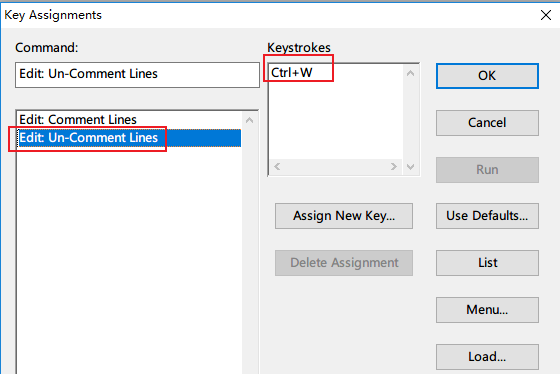 Key Assignments
Command:
Edit: Un-Comment Lines
Edit: Comment Lines
Edit: Un-Comment Lines
Keystrokes
Ctrl+W
Assign New Key...
Delete Assignment
OK
Cancel
Run
Use Defaults...
List
Menu...
Load...